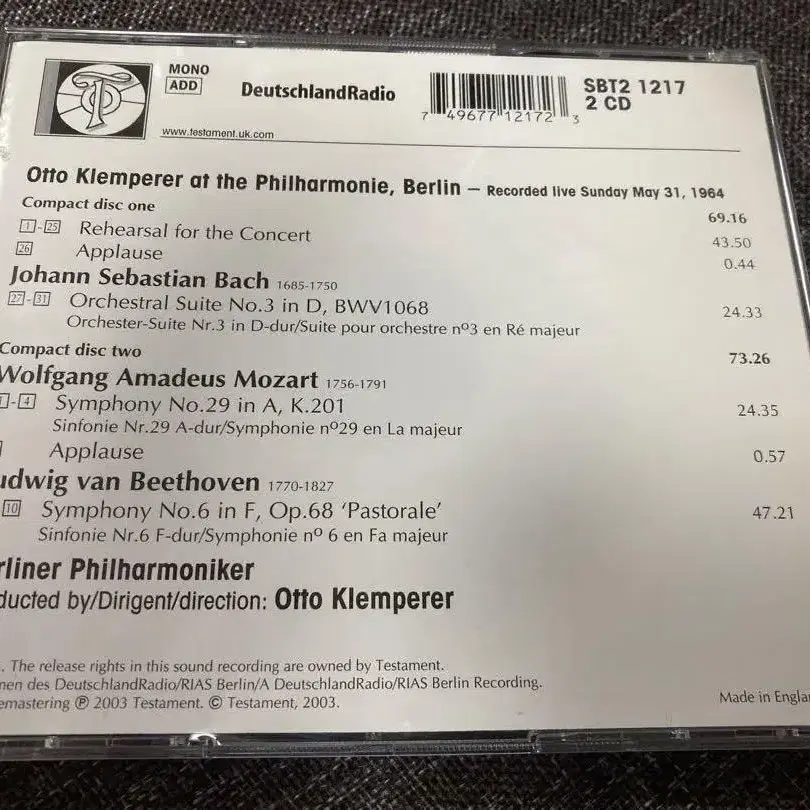 MONO
ADD
DeutschlandRadio
SBT2 1217
2 CD
7 49677 12172 3
www.testament.uk.com
Otto Klemperer at the Philharmonie, Berlin – Recorded live Sunday May 31, 1964
Compact disc one 69.16
1-25 Rehearsal for the Concert 43.50
26 Applause 0.44
Johann Sebastian Bach 1685-1750
27-31 Orchestral Suite No.3 in D, BWV1068 24.33
Orchester-Suite Nr.3 in D-dur/Suite pour orchestre nº3 en Ré majeur
Compact disc two 73.26
Wolfgang Amadeus Mozart 1756-1791
1-4 Symphony No.29 in A, K.201 24.35
Sinfonie Nr.29 A-dur/Symphonie nº29 en La majeur
Applause 0.57
udwig van Beethoven 1770-1827
10 Symphony No.6 in F, Op.68 ‘Pastorale’ 47.21
Sinfonie Nr.6 F-dur/Symphonie nº 6 en Fa majeur
rliner Philharmoniker
ducted by/Dirigent/direction: Otto Klemperer
. The release rights in this sound recording are owned by Testament.
nen des DeutschlandRadio/RIAS Berlin/A DeutschlandRadio/RIAS Berlin Recording.
emastering ℗ 2003 Testament. © Testament, 2003.
Made in Englan